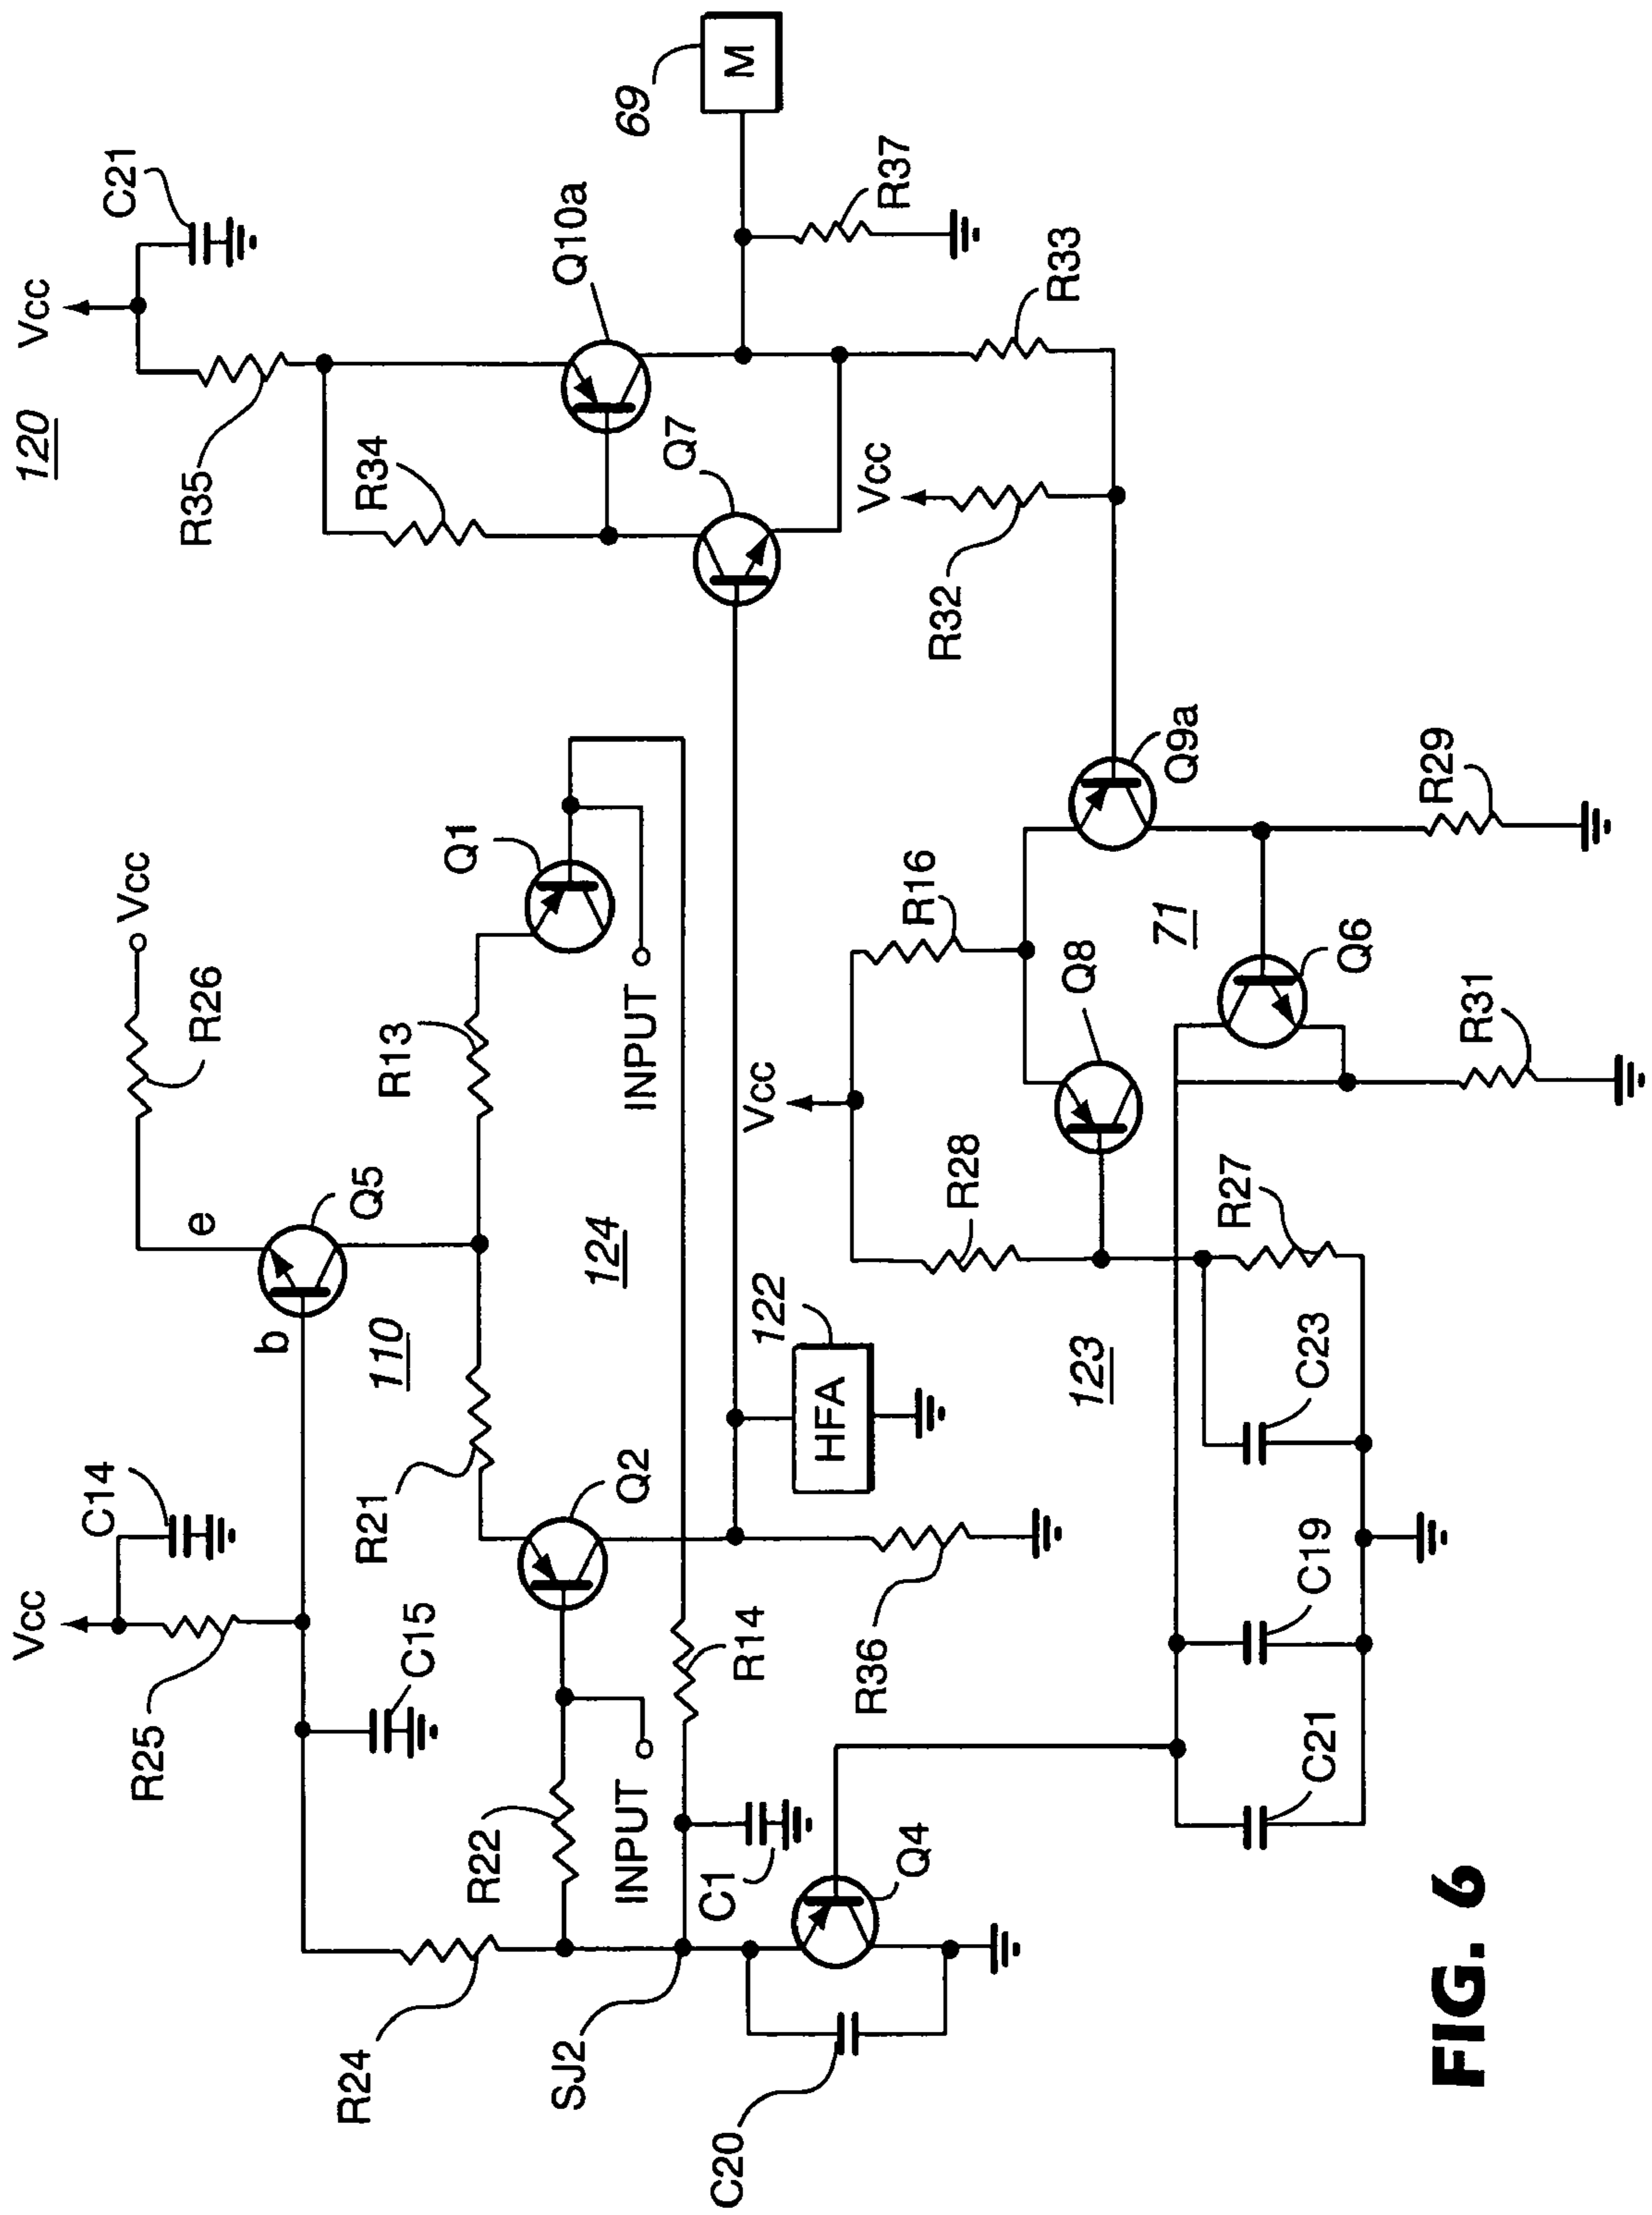 120
Vcc
C21
R35
R34
Q10a
69
M
R37
Q7
Vcc
R33
R32
Vcc
R26
e
Q5
b
110
R13
Q1
INPUT
124
Vcc
C14
R25
C15
R21
Q2
R22
INPUT
R14
R24
SJ2
C1
C20
Q4
R36
HFA
122
123
Vcc
R28
R16
Q8
Q9a
71
Q6
R29
R31
R27
C23
C19
C21
FIG. 6